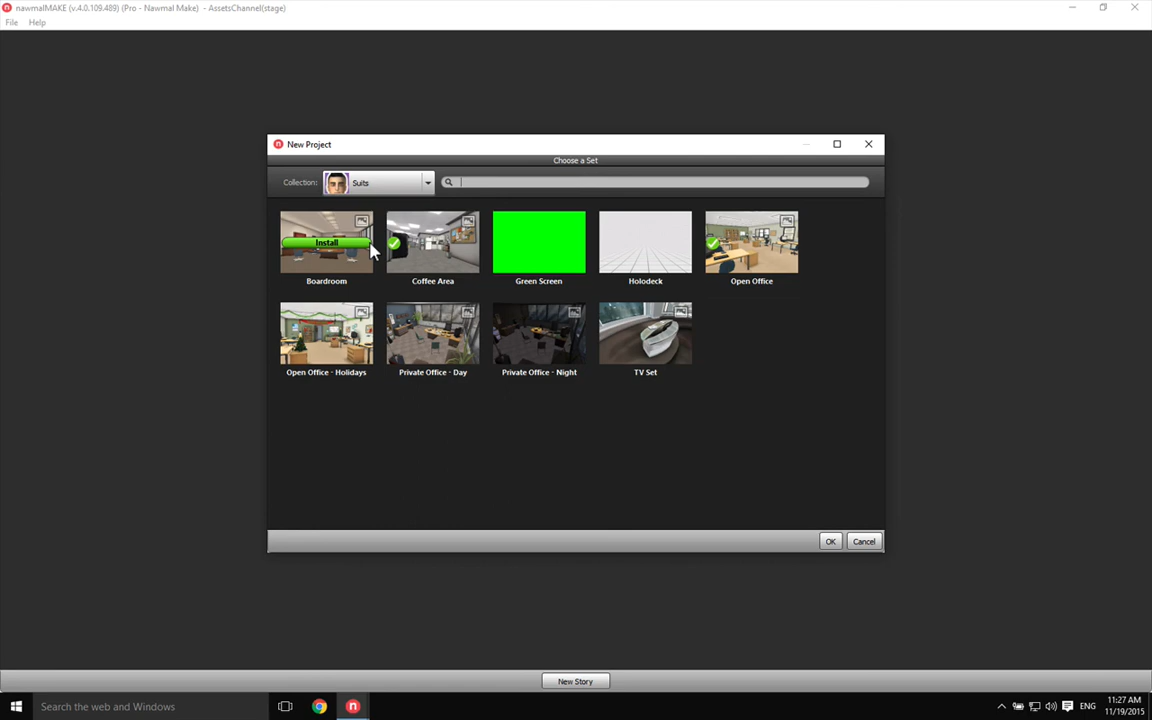 nawmalMAKE (v.4.0.109.489) (Pro - Nawmal Make) - AssetsChannel(stage)
File Help
New Project
Choose a Set
Collection: Suits
Install
Boardroom Coffee Area Green Screen Holodeck Open Office
Open Office - Holidays Private Office - Day Private Office - Night TV Set
OK Cancel
New Story
Search the web and Windows
ENG
11:27 AM
11/19/2015